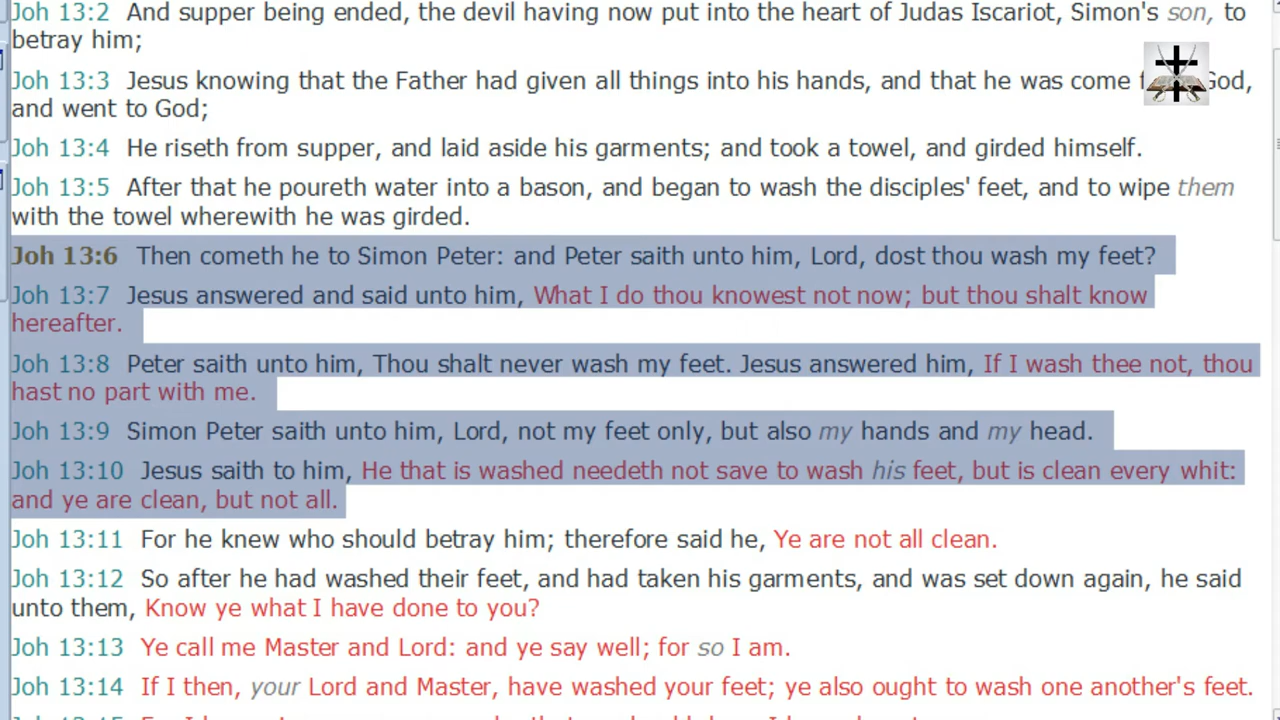 Joh 13:2 And supper being ended, the devil having now put into the heart of Judas Iscariot, Simon's son, to
betray him;
Joh 13:3 Jesus knowing that the Father had given all things into his hands, and that he was come God,
and went to God;
Joh 13:4 He riseth from supper, and laid aside his garments; and took a towel, and girded himself.
Joh 13:5 After that he poureth water into a bason, and began to wash the disciples' feet, and to wipe them
with the towel wherewith he was girded.
Joh 13:6 Then cometh he to Simon Peter: and Peter saith unto him, Lord, dost thou wash my feet?
Joh 13:7 Jesus answered and said unto him, What I do thou knowest not now; but thou shalt know
hereafter.
Joh 13:8 Peter saith unto him, Thou shalt never wash my feet. Jesus answered him, If I wash thee not, thou
hast no part with me.
Joh 13:9 Simon Peter saith unto him, Lord, not my feet only, but also my hands and my head.
Joh 13:10 Jesus saith to him, He that is washed needeth not save to wash his feet, but is clean every whit:
and ye are clean, but not all.
Joh 13:11 For he knew who should betray him; therefore said he, Ye are not all clean.
Joh 13:12 So after he had washed their feet, and had taken his garments, and was set down again, he said
unto them, Know ye what I have done to you?
Joh 13:13 Ye call me Master and Lord: and ye say well; for so I am.
Joh 13:14 If I then, your Lord and Master, have washed your feet; ye also ought to wash one another's feet.